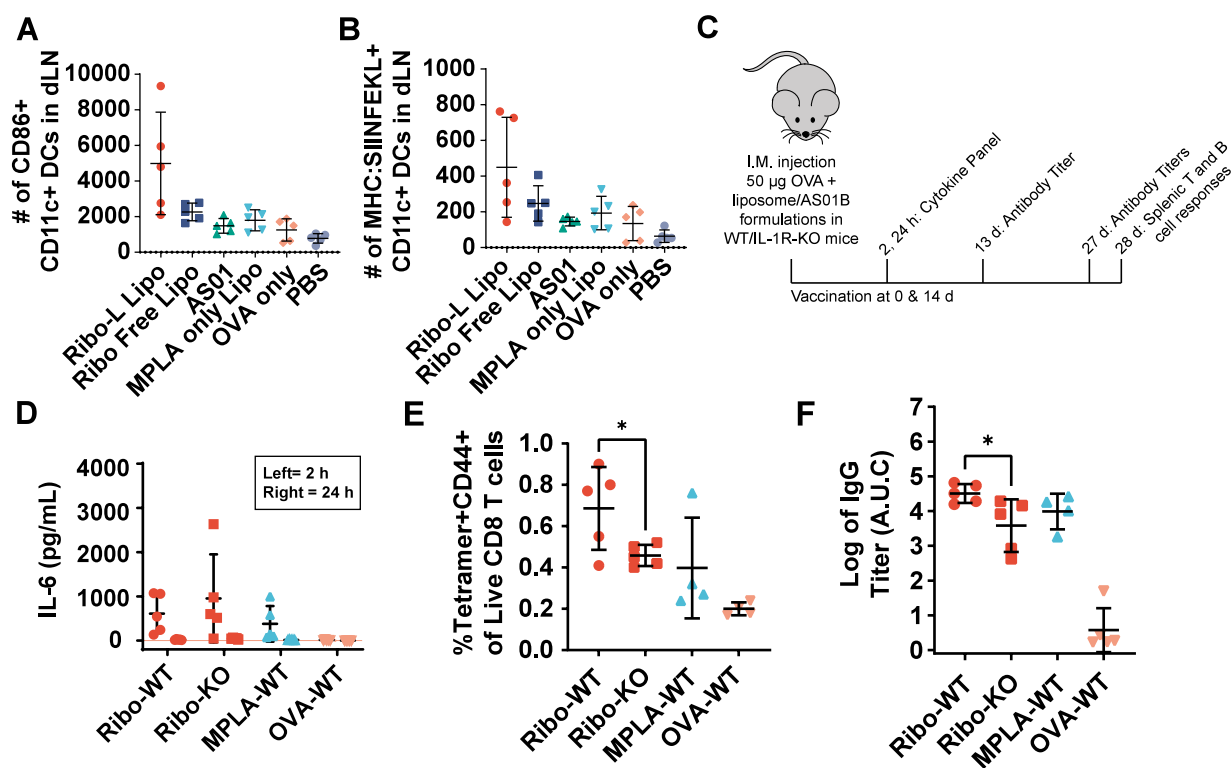 A
# of CD86+
CD11c+ DCs in dLN
10000
8000
6000
4000
2000
0
Ribo-L Lipo
Ribo Free Lipo
AS01
MPLA only Lipo
OVA only
PBS
B
# of MHC:SIINFEKL+
CD11c+ DCs in dLN
1000
800
600
400
200
0
Ribo-L Lipo
Ribo Free Lipo
AS01
MPLA only Lipo
OVA only
PBS
C
I.M. injection
50 µg OVA +
liposome/AS01B
formulations in
WT/IL-1R-KO mice
2, 24 h: Cytokine Panel
13 d: Antibody Titer
27 d: Antibody Titers
28 d: Splenic T and B
cell responses
Vaccination at 0 & 14 d
D
IL-6 (pg/mL)
4000
3000
2000
1000
0
Left= 2 h
Right = 24 h
Ribo-WT
Ribo-KO
MPLA-WT
OVA-WT
E
%Tetramer+CD44+
of Live CD8 T cells
1.0
0.8
0.6
0.4
0.2
0.0
*
Ribo-WT
Ribo-KO
MPLA-WT
OVA-WT
F
Log of IgG
Titer (A.U.C)
7
6
5
4
3
2
1
0
*
Ribo-WT
Ribo-KO
MPLA-WT
OVA-WT